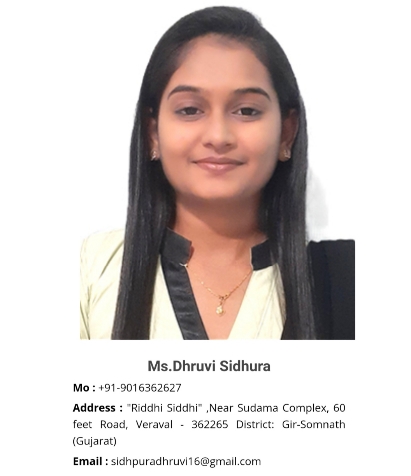 Ms.Dhruvi Sidhura
Mo : +91-9016362627
Address : "Riddhi Siddhi" ,Near Sudama Complex, 60
feet Road, Veraval - 362265 District: Gir-Somnath
(Gujarat)
Email : sidhpuradhruvi16@gmail.com